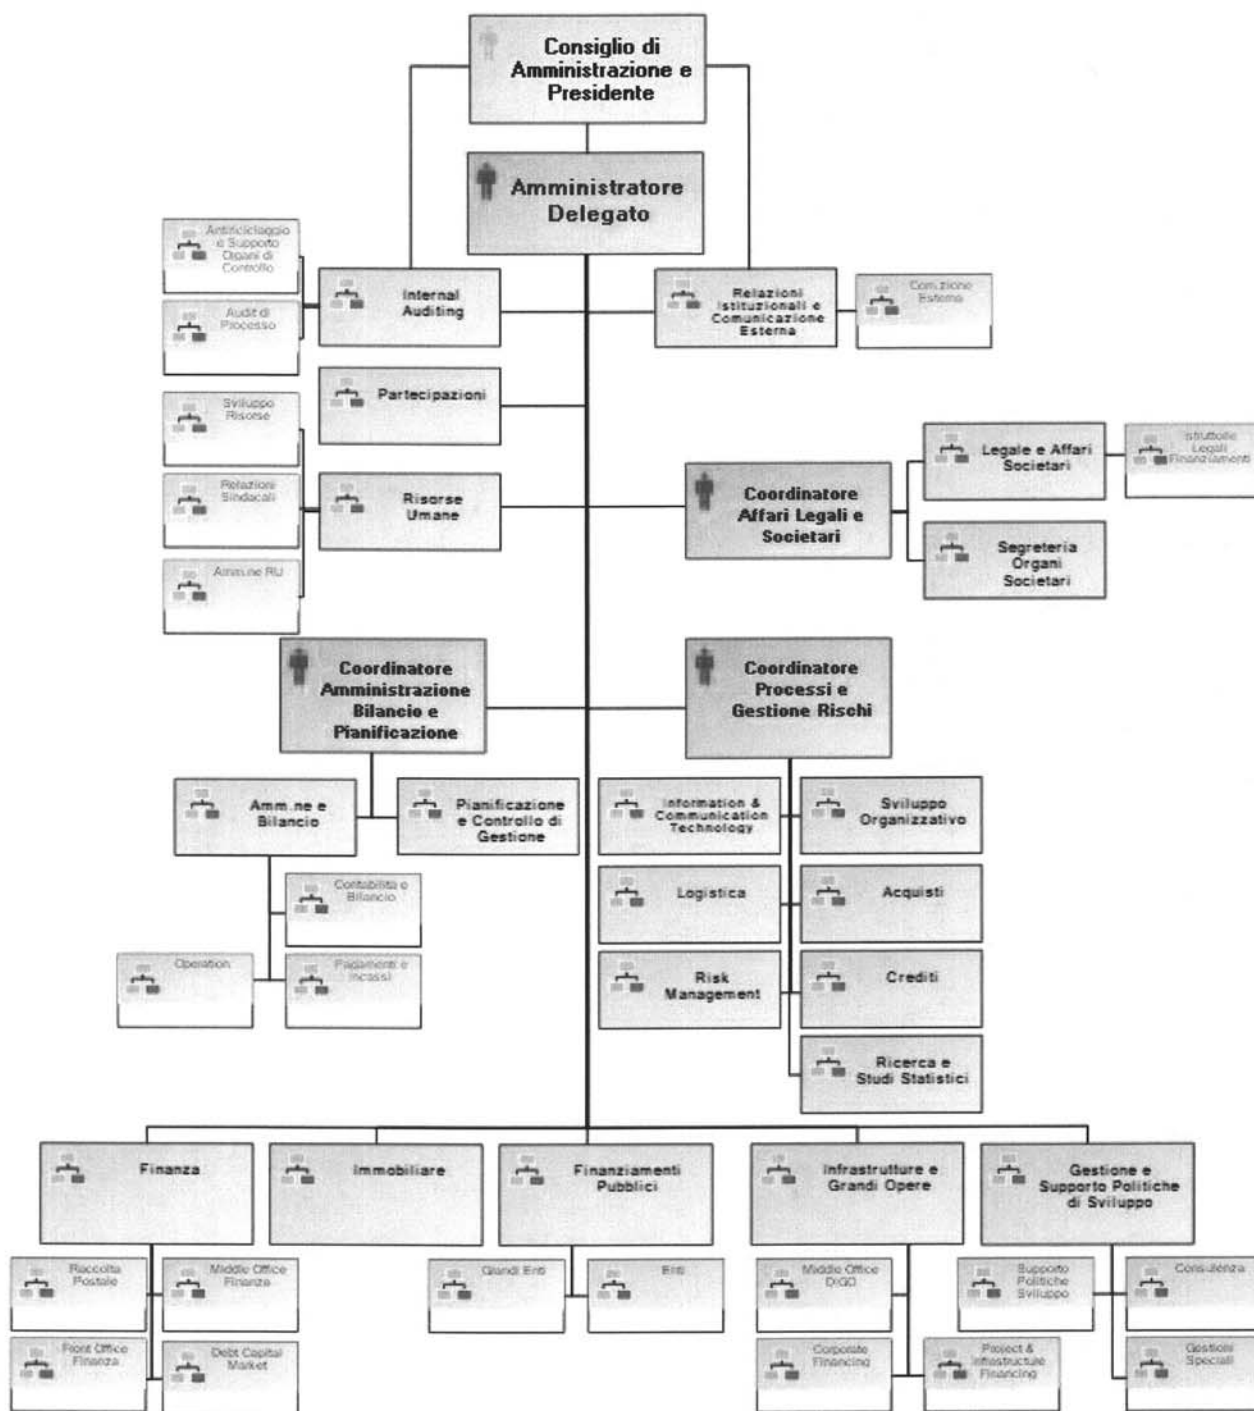 Consiglio di
Amministrazione e
Presidente
Amministratore
Delegato
Antiriciclaggio
e Supporto
Organi di
Controllo
Internal
Auditing
Audit di
Processo
Relazioni
Istituzionali e
Comunicazione
Esterna
Esterna
Partecipazioni
Sviluppo
Risorse
Relazioni
Sindacali
Risorse
Umane
Amm.ne RU
Coordinatore
Affari Legali e
Societari
Legale e Affari
Societari
Istruttorie
Legali
Finanziamenti
Segreteria
Organi
Societari
Coordinatore
Amministrazione
Bilancio e
Pianificazione
Coordinatore
Processi e
Gestione Rischi
Amm.ne e
Bilancio
Pianificazione
e Controllo di
Gestione
Contabilità e
Bilancio
Operation
Pagamenti e
Incassi
Information &
Communication
Technology
Sviluppo
Organizzativo
Logistica
Acquisti
Risk
Management
Crediti
Ricerca e
Studi Statistici
Finanza
Immobiliare
Finanziamenti
Pubblici
Infrastrutture e
Grandi Opere
Gestione e
Supporto Politiche
di Sviluppo
Raccolta
Postale
Middle Office
Finanza
Front Office
Finanza
Debt Capital
Market
Grandi Enti
Enti
Middle Office
Corporate
Financing
Project &
Infrastructure
Financing
Supporto
Politiche
Sviluppo
Consulenza
Gestioni
Speciali